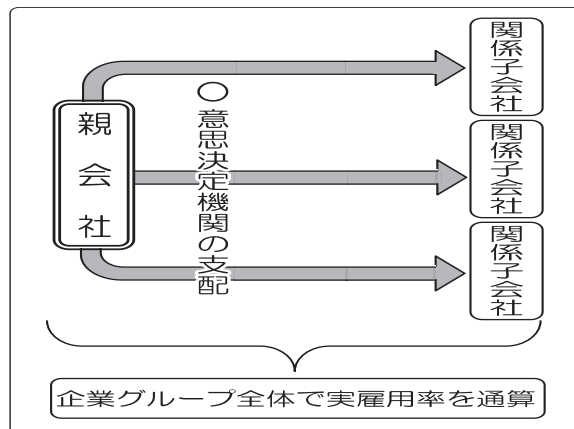 親会社
○意思決定機関の支配
関係子会社
関係子会社
関係子会社
企業グループ全体で実雇用率を通算